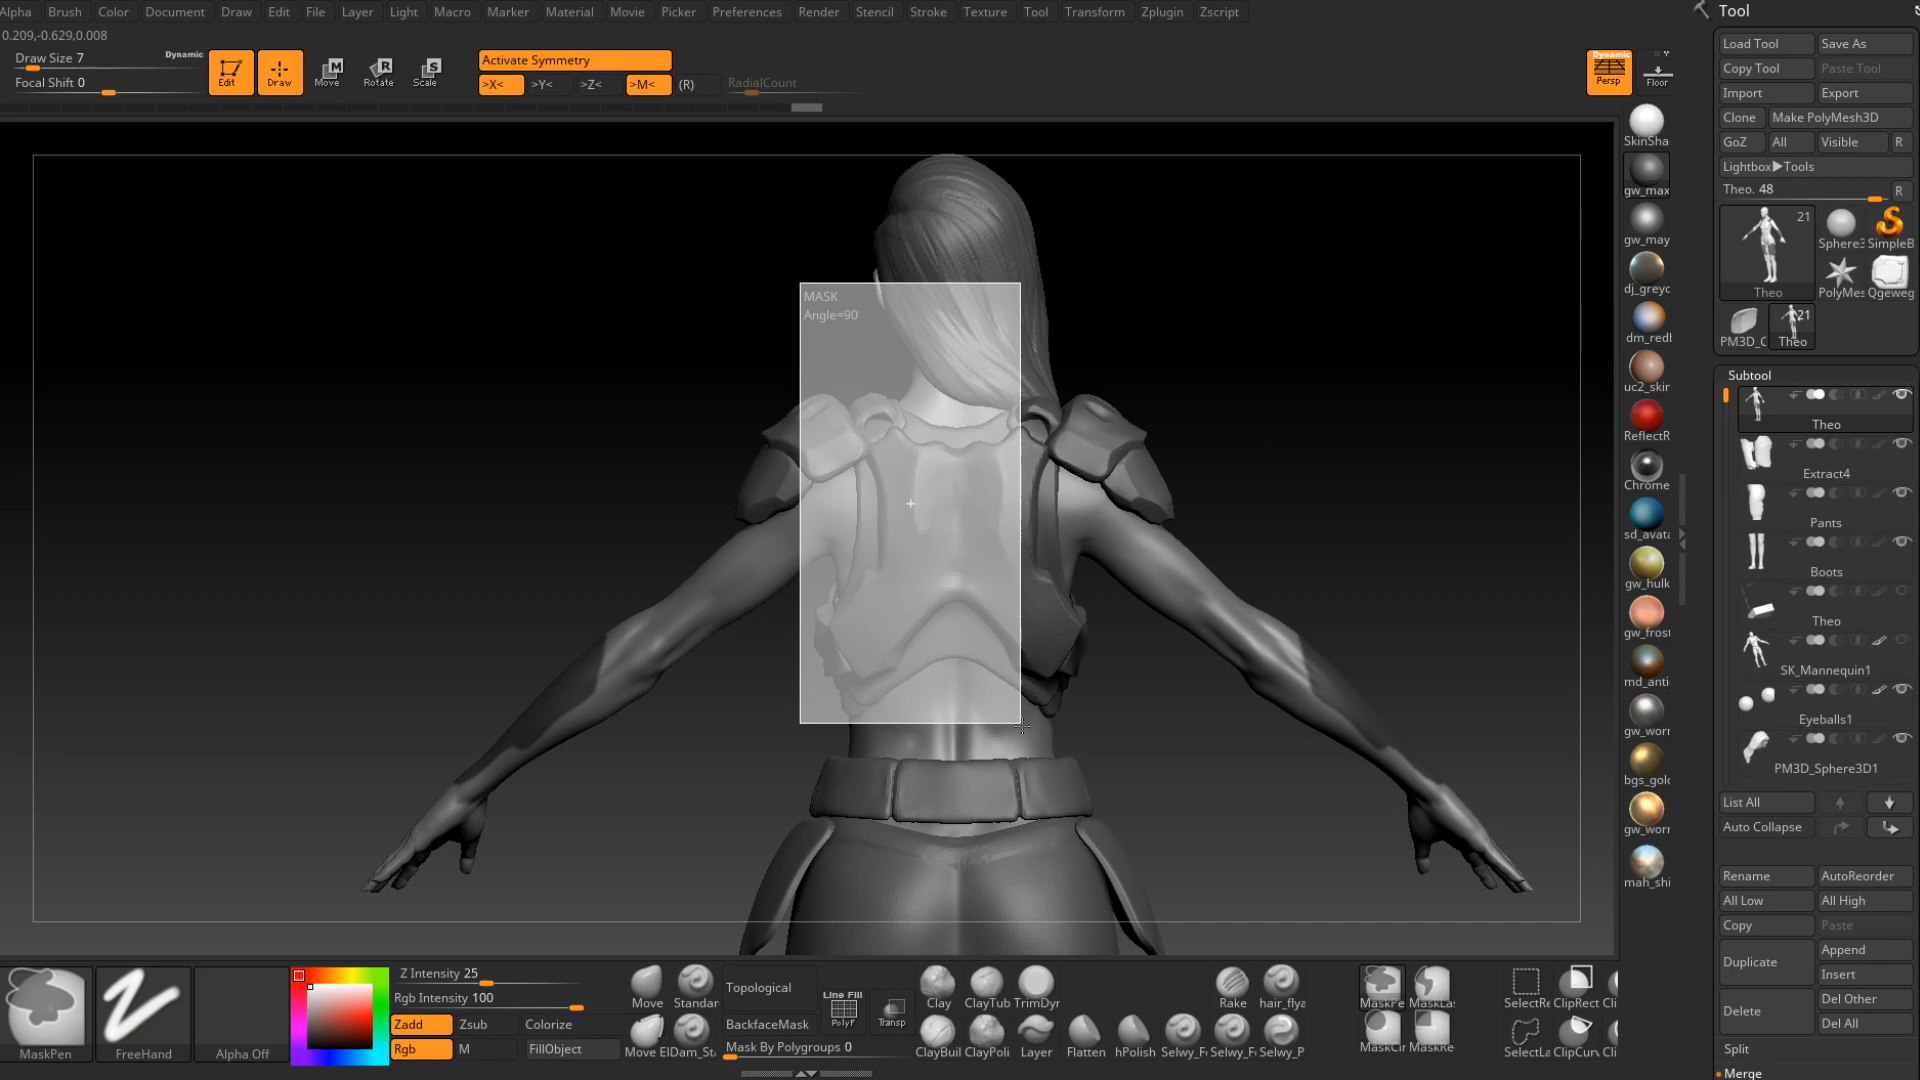 Alpha Brush Color Document Draw Edit File Layer Light Macro Marker Material Movie Picker Preferences Render Stencil Stroke Texture Tool Transform Zplugin Zscript
0.209,-0.629,0.008
Draw Size 7
Dynamic
Focal Shift 0
Edit
Draw
Move
Rotate
Scale
Activate Symmetry
>X< >Y< >Z< >M< (R)
RadialCount
Dynamic
Persp
Floor
MASK
Angle=90
SkinSha
gw_max
gw_may
dj_greyc
dm_redl
uc2_skir
ReflectR
Chrome
sd_avata
gw_hulk
gw_frost
md_anti
gw_worr
bgs_gold
gw_worr
mah_shi
Tool
Load Tool Save As
Copy Tool Paste Tool
Import Export
Clone Make PolyMesh3D
GoZ All Visible R
Lightbox▶Tools
Theo. 48 R
21
Theo
Sphere3
SimpleB
PolyMes
Qgeweg
PM3D_C
21
Theo
Subtool
Theo
Extract4
Pants
Boots
Theo
SK_Mannequin1
Eyeballs1
PM3D_Sphere3D1
List All
Auto Collapse
Rename AutoReorder
All Low All High
Copy Paste
Duplicate
Append
Insert
Delete
Del Other
Del All
Split
Merge
MaskPen
FreeHand
Alpha Off
Z Intensity 25
Rgb Intensity 100
Zadd Zsub Colorize
Rgb M FillObject
Move
Standar
Move El
Dam_St
Topological
BackfaceMask
Mask By Polygroups 0
Line Fill
PolyF
Transp
Clay
ClayTub
TrimDyr
ClayBuil
ClayPoli
Layer
Flatten
hPolish
Rake
hair_flya
Selwy_F
Selwy_F
Selwy_P
MaskPe
MaskLas
MaskCir
MaskRe
SelectRe
ClipRect
Cli
SelectLa
ClipCurv
Cli